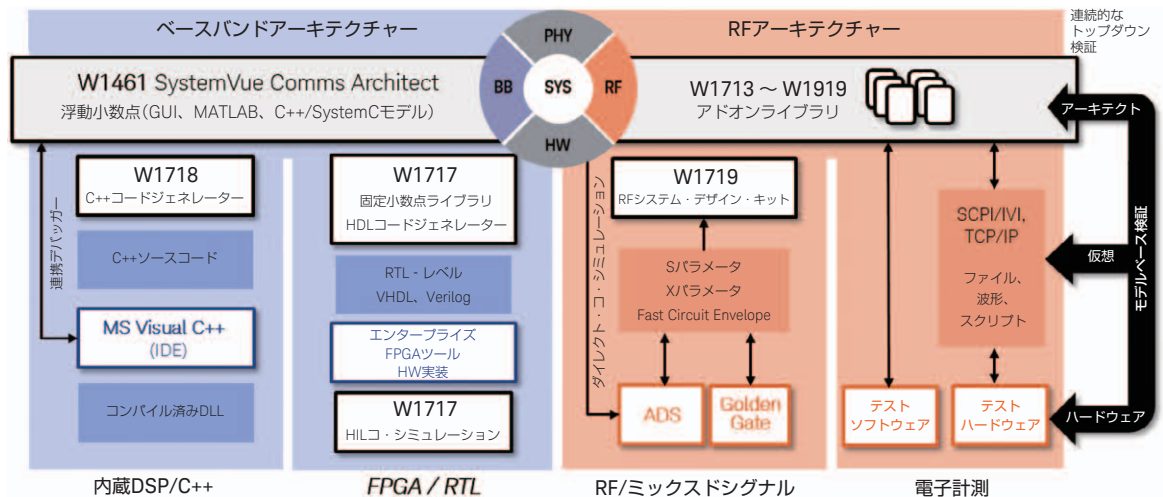 ベースバンドアーキテクチャー
RFアーキテクチャー
連続的な
トップダウン
検証
PHY
BB
SYS
RF
HW
W1461 SystemVue Comms Architect
浮動小数点(GUI、MATLAB、C++/SystemCモデル)
W1713 ~ W1919
アドオンライブラリ
アーキテクト
連携デバッガー
W1718
C++コードジェネレーター
C++ソースコード
MS Visual C++
(IDE)
コンパイル済みDLL
W1717
固定小数点ライブラリ
HDLコードジェネレーター
RTL - レベル
VHDL、Verilog
エンタープライズ
FPGAツール
HW実装
W1717
HILコ・シミュレーション
ダイレクト・コ・シミュレーション
W1719
RFシステム・デザイン・キット
Sパラメータ
Xパラメータ
Fast Circuit Envelope
ADS
Golden
Gate
SCPI/IVI,
TCP/IP
ファイル、
波形、
スクリプト
テスト
ソフトウェア
テスト
ハードウェア
仮想
モデルベース検証
ハードウェア
内蔵DSP/C++
FPGA / RTL
RF/ミックスドシグナル
電子計測